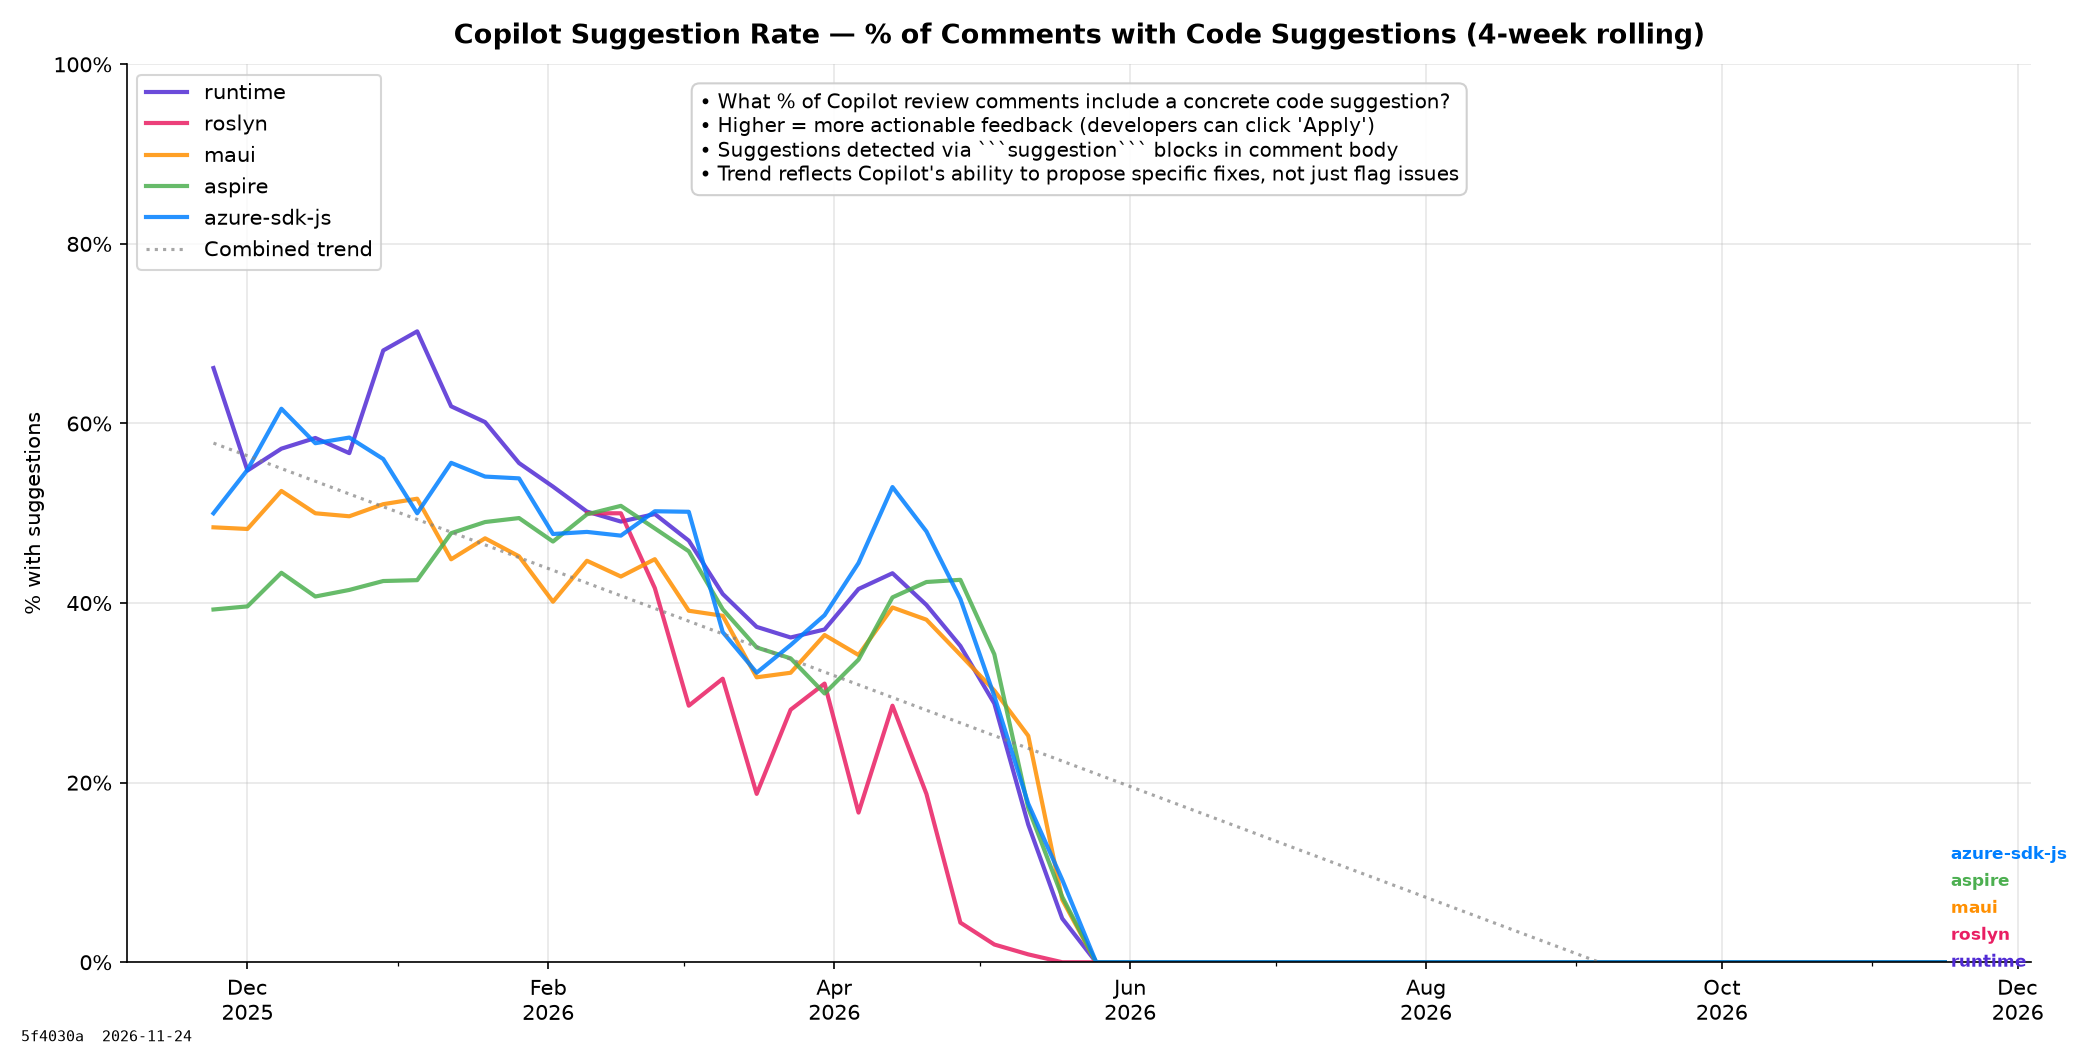 Copilot Suggestion Rate — % of Comments with Code Suggestions (4-week rolling)
100%
80%
60%
40%
20%
0%
% with suggestions
runtime
roslyn
maui
aspire
azure-sdk-js
Combined trend
• What % of Copilot review comments include a concrete code suggestion?
• Higher = more actionable feedback (developers can click 'Apply')
• Suggestions detected via ```suggestion``` blocks in comment body
• Trend reflects Copilot's ability to propose specific fixes, not just flag issues
azure-sdk-js
aspire
maui
roslyn
runtime
Dec
2025
Feb
2026
Apr
2026
Jun
2026
Aug
2026
Oct
2026
Dec
2026
5f4030a  2026-11-24